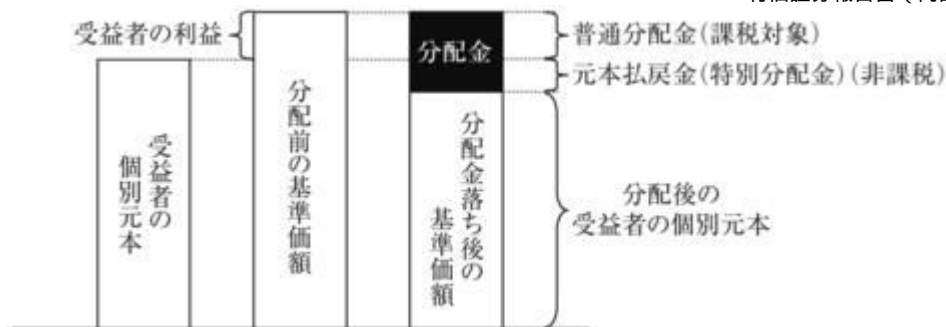 受益者の利益
分配金
普通分配金(課税対象)
元本払戻金(特別分配金)(非課税)
受益者の
個別元本
分配前の基準価額
分配金落ち後の
基準価額
分配後の
受益者の個別元本